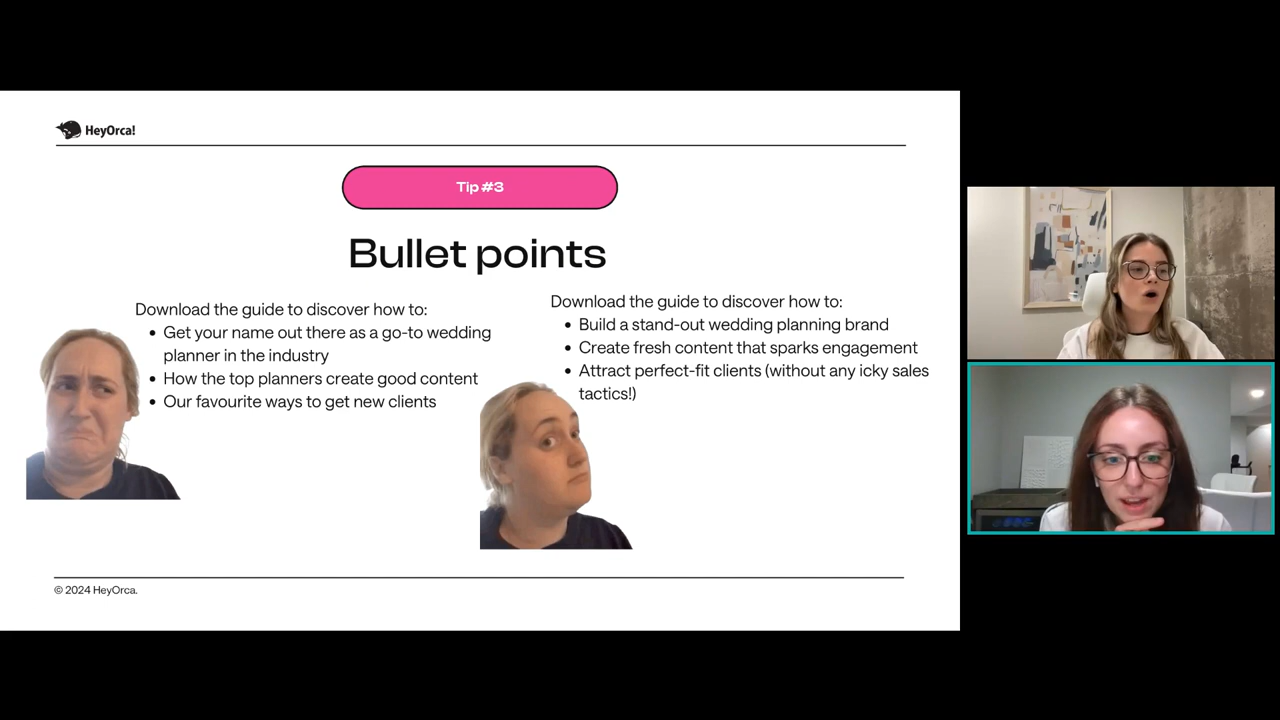 HeyOrca!
Tip #3
Bullet points
Download the guide to discover how to:
• Get your name out there as a go-to wedding
planner in the industry
• How the top planners create good content
• Our favourite ways to get new clients
Download the guide to discover how to:
• Build a stand-out wedding planning brand
• Create fresh content that sparks engagement
• Attract perfect-fit clients (without any icky sales
tactics!)
© 2024 HeyOrca.